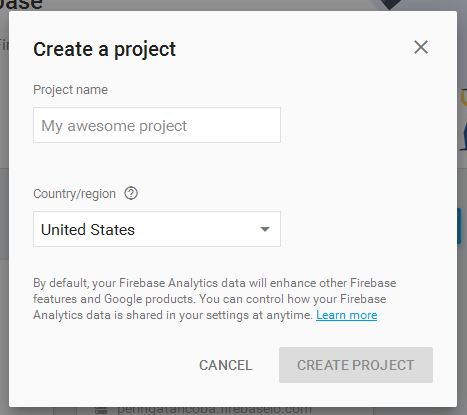 base
Create a project
Project name
My awesome project
Country/region
United States
By default, your Firebase Analytics data will enhance other Firebase
features and Google products. You can control how your Firebase
Analytics data is shared in your settings at anytime. Learn more
CANCEL
CREATE PROJECT
peringatancoba.firebaseio.com